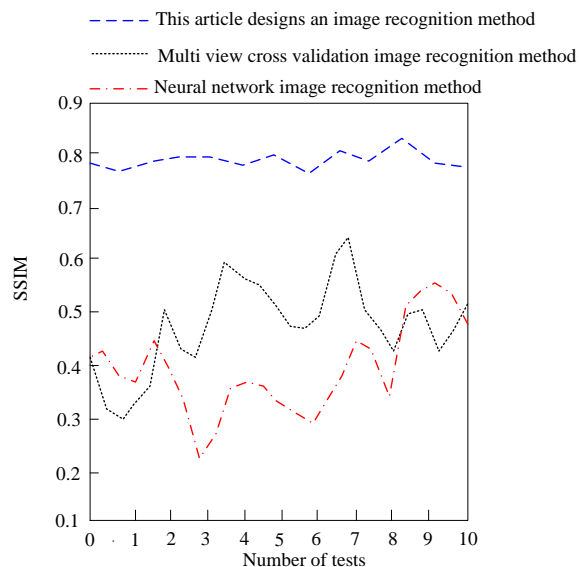 This article designs an image recognition method
Multi view cross validation image recognition method
Neural network image recognition method
0.9
0.8
0.7
0.6
0.5
0.4
0.3
0.2
0.1
SSIM
0 1 2 3 4 5 6 7 8 9 10
Number of tests